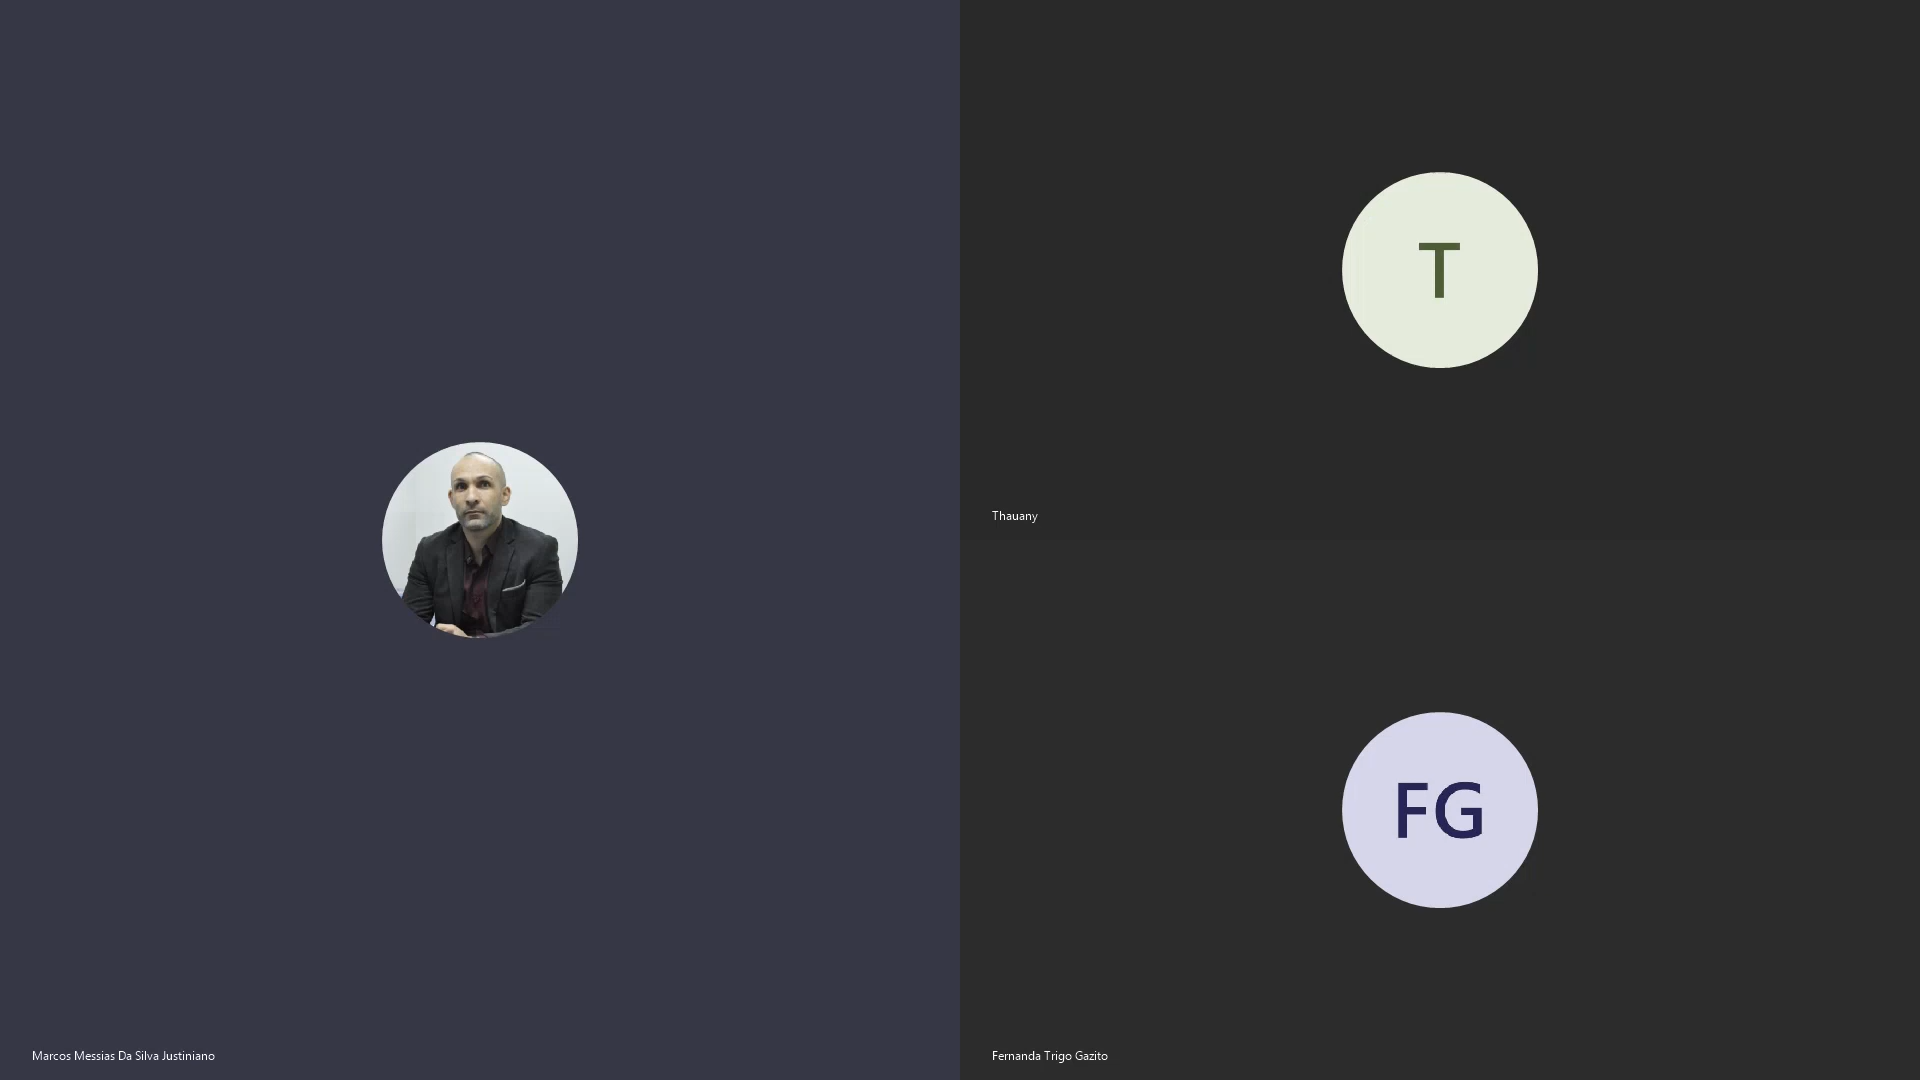 T
Thauany
FG
Marcos Messias Da Silva Justiniano
Fernanda Trigo Gazito